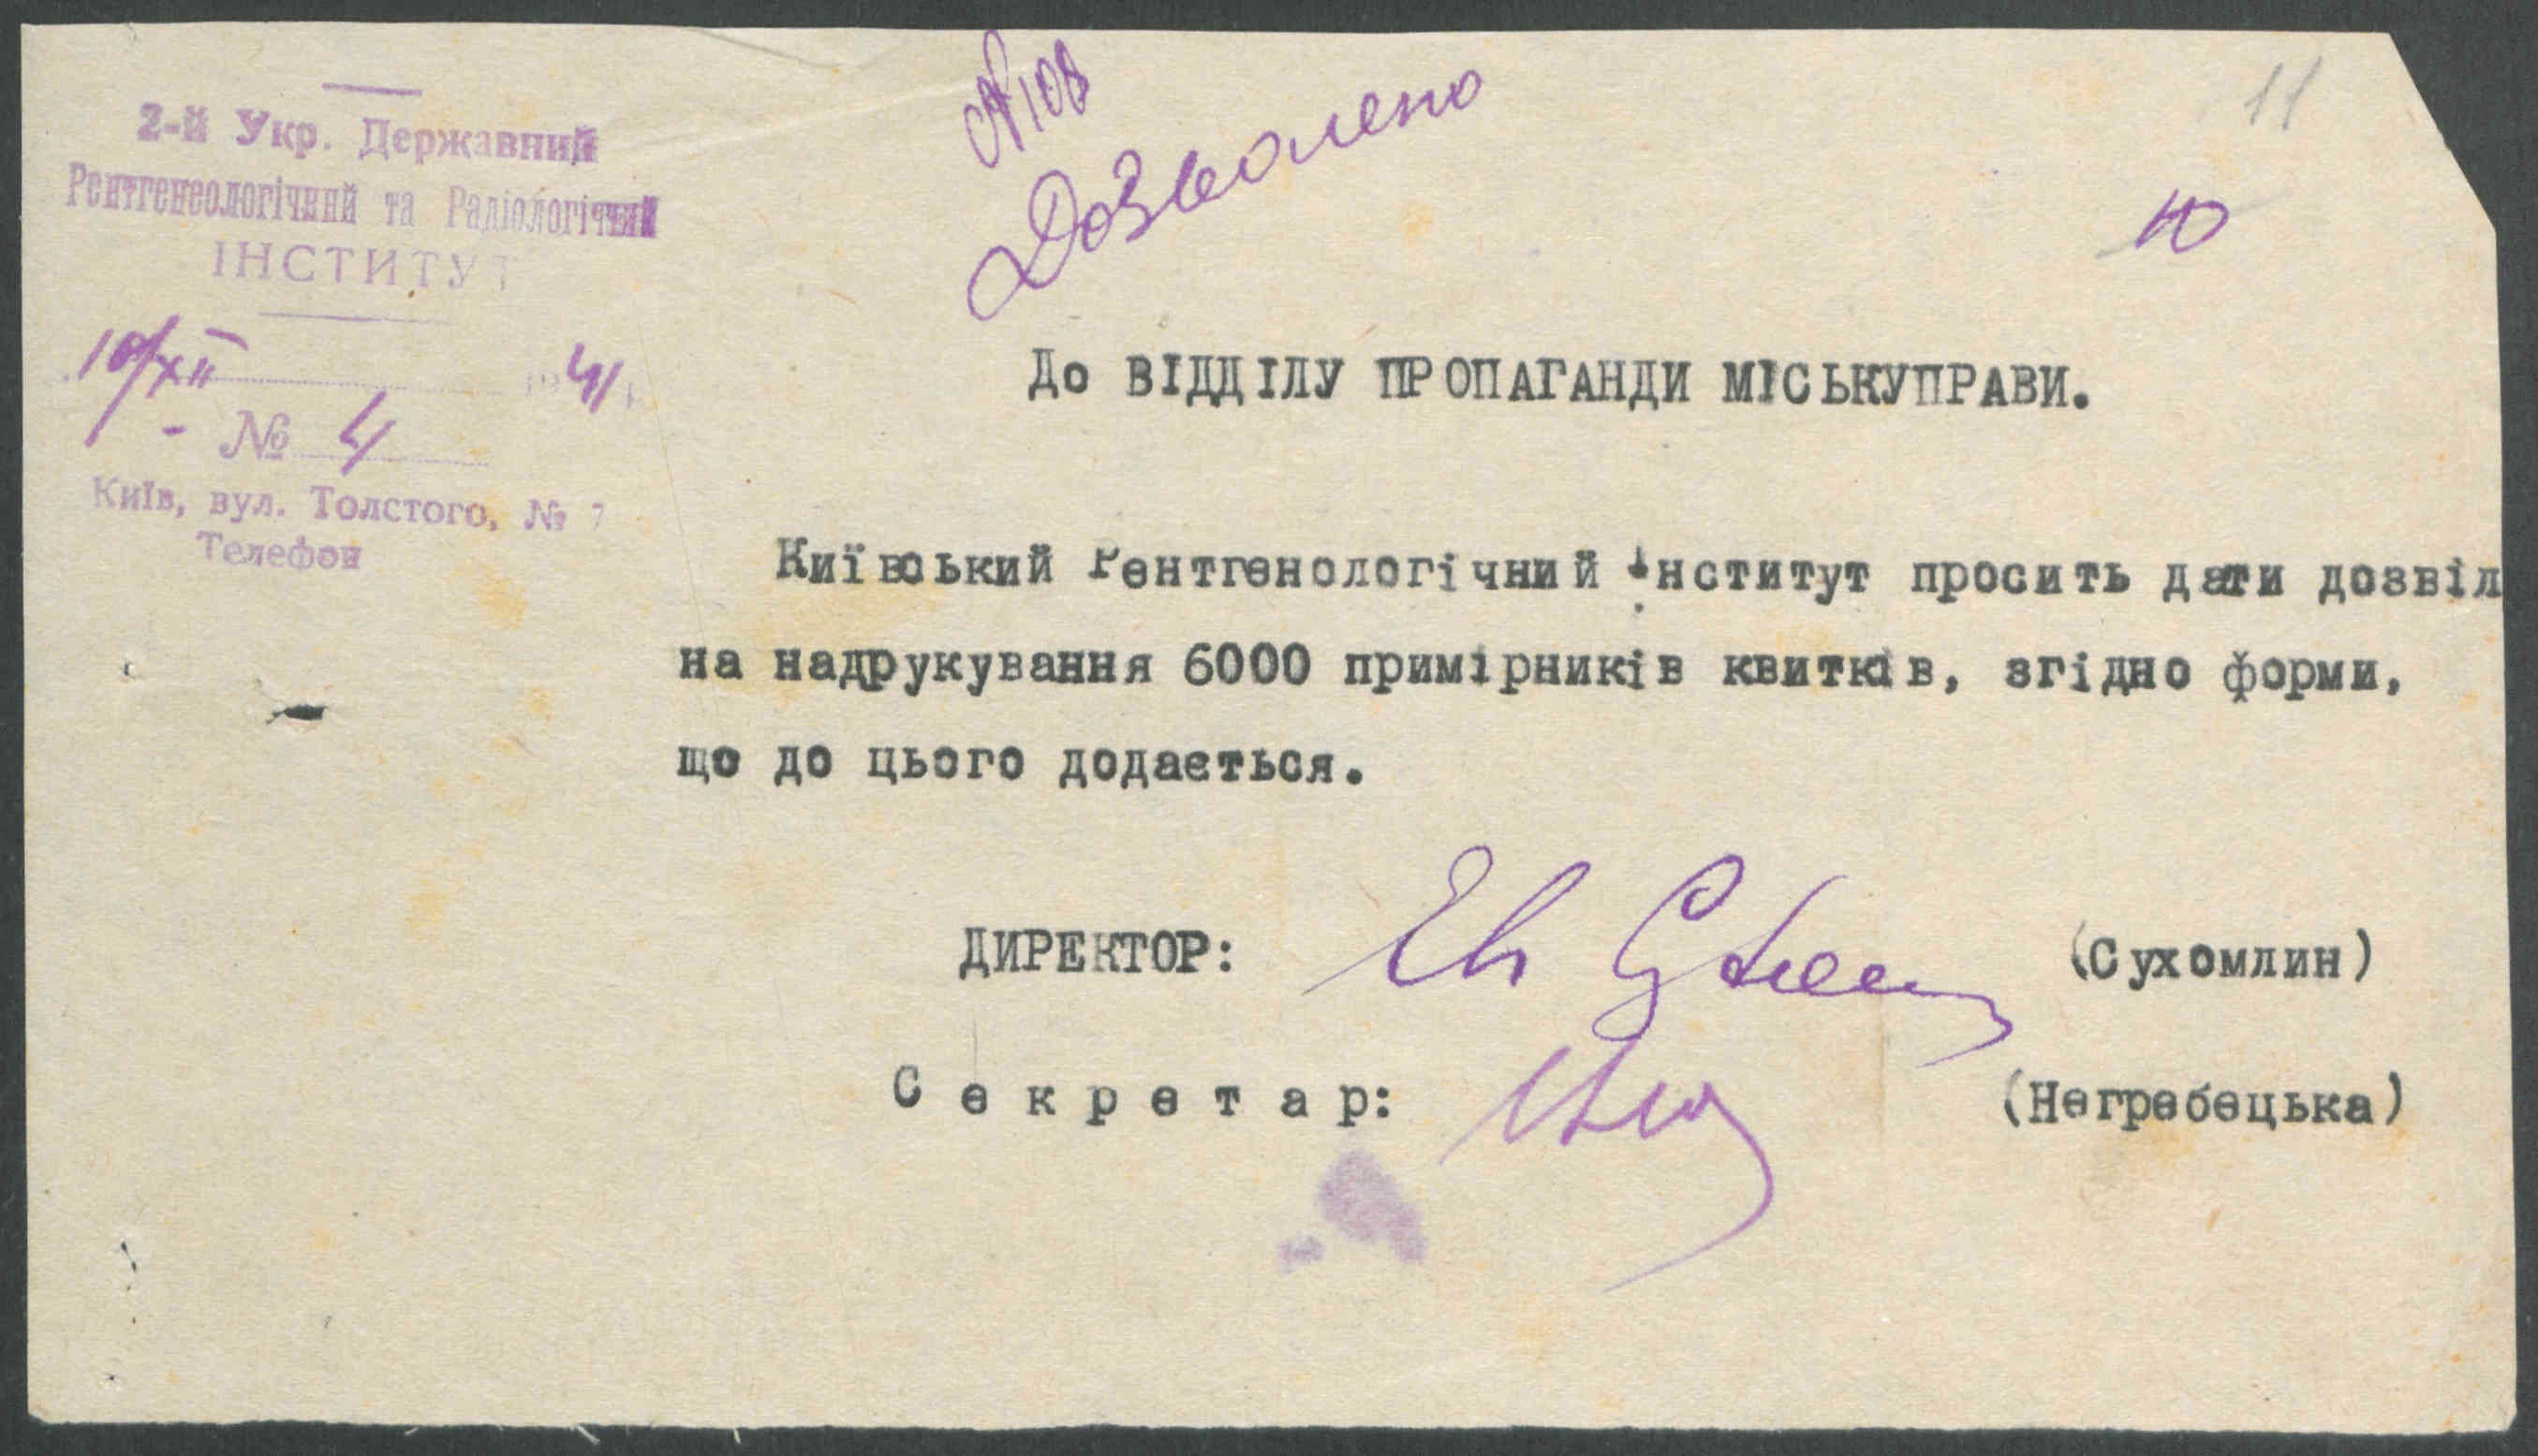 2-й Укр. Державний
Рентгенеологічний та Радіологічний
ІНСТИТУТ
10/XII 1941
№ 4
Київ, вул. Толстого, № 7
Телефон
№108
Дозволено
11
10
До ВІДДІЛУ ПРОПАГАНДИ МІСЬКУПРАВИ.
Київський Рентгенологічний Інститут просить дати дозвіл
на надрукування 6000 примірників квитків, згідно форми,
що до цього додається.
ДИРЕКТОР: (Сухомлин)
Секретар: (Негребецька)